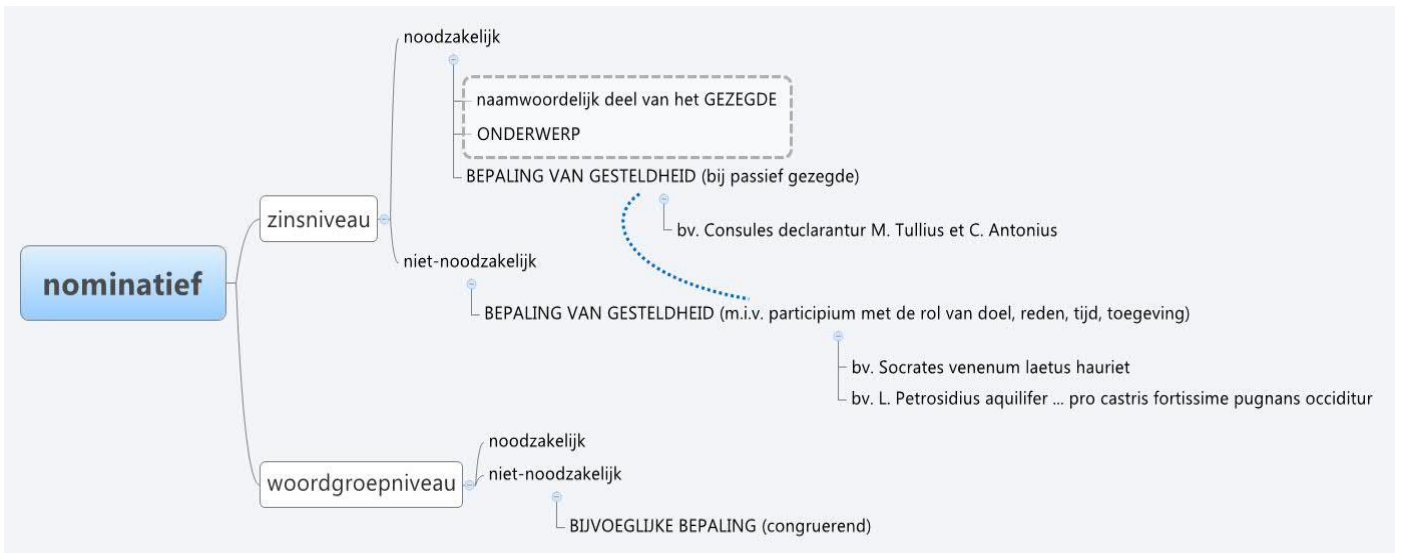 nominatief
zinsniveau
noodzakelijk
naamwoordelijk deel van het GEZEGDE
ONDERWERP
BEPALING VAN GESTELDHEID (bij passief gezegde)
bv. Consules declarantur M. Tullius et C. Antonius
niet-noodzakelijk
BEPALING VAN GESTELDHEID (m.i.v. participium met de rol van doel, reden, tijd, toegeving)
bv. Socrates venenum laetus hauriet
bv. L. Petrosidius aquilifer ... pro castris fortissime pugnans occiditur
woordgroepniveau
noodzakelijk
niet-noodzakelijk
BIJVOEGLIJKE BEPALING (congruerend)